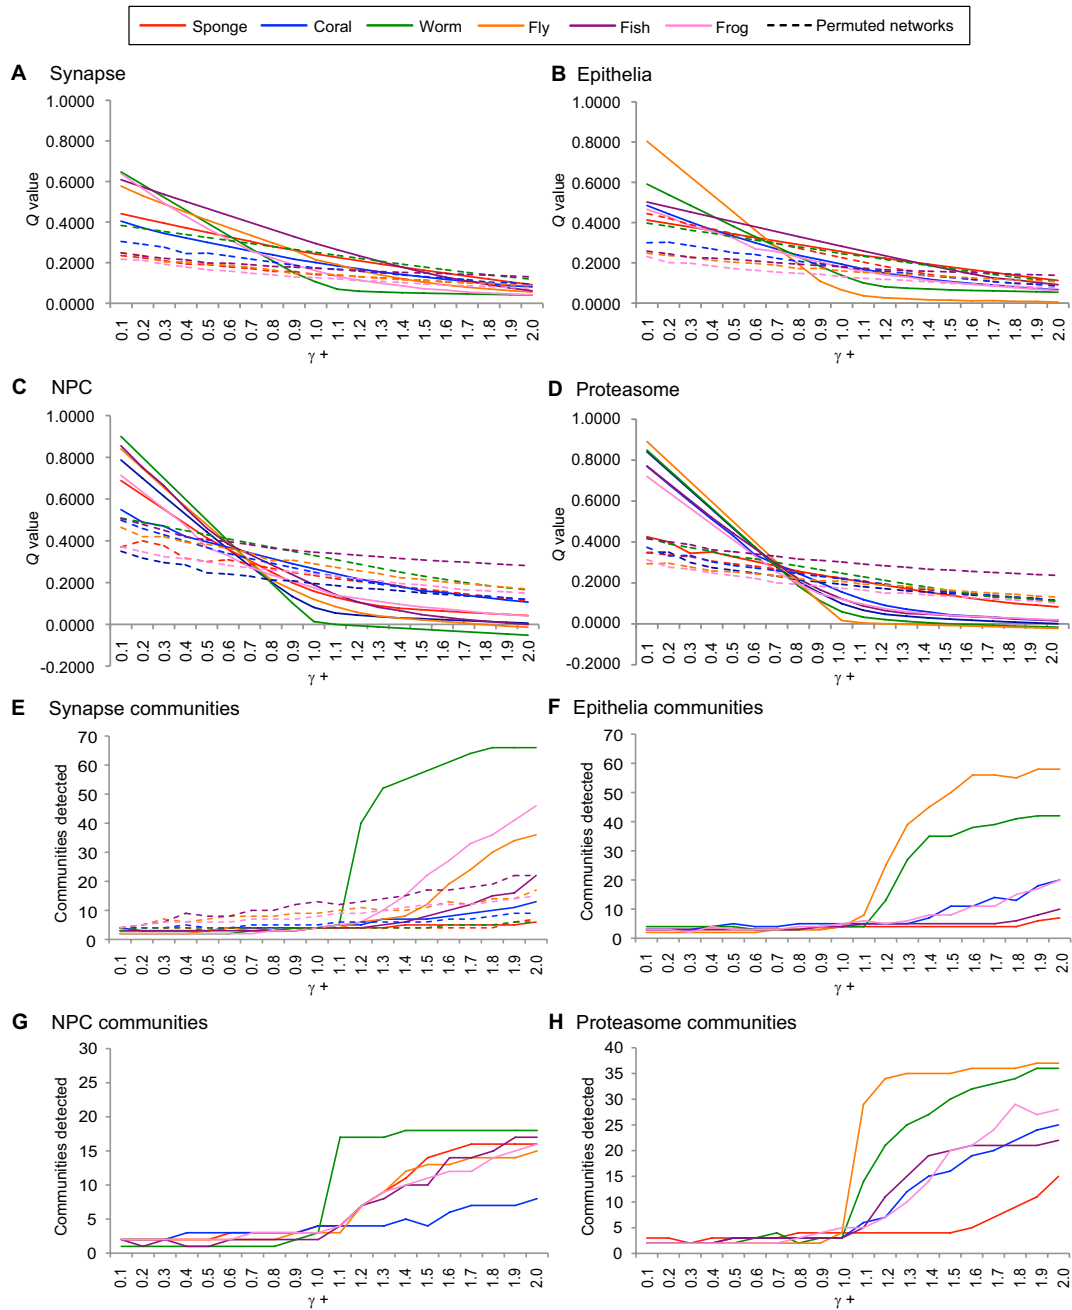 Sponge Coral Worm Fly Fish Frog Permuted networks
A Synapse
1.0000
0.8000
0.6000
0.4000
0.2000
0.0000
Q value
0.1 0.2 0.3 0.4 0.5 0.6 0.7 0.8 0.9 1.0 1.1 1.2 1.3 1.4 1.5 1.6 1.7 1.8 1.9 2.0
γ +
B Epithelia
1.0000
0.8000
0.6000
0.4000
0.2000
0.0000
Q value
0.1 0.2 0.3 0.4 0.5 0.6 0.7 0.8 0.9 1.0 1.1 1.2 1.3 1.4 1.5 1.6 1.7 1.8 1.9 2.0
γ +
C NPC
1.0000
0.8000
0.6000
0.4000
0.2000
0.0000
-0.2000
Q value
0.1 0.2 0.3 0.4 0.5 0.6 0.7 0.8 0.9 1.0 1.1 1.2 1.3 1.4 1.5 1.6 1.7 1.8 1.9 2.0
γ +
D Proteasome
1.0000
0.8000
0.6000
0.4000
0.2000
0.0000
-0.2000
Q value
0.1 0.2 0.3 0.4 0.5 0.6 0.7 0.8 0.9 1.0 1.1 1.2 1.3 1.4 1.5 1.6 1.7 1.8 1.9 2.0
γ +
E Synapse communities
70
60
50
40
30
20
10
0
Communities detected
0.1 0.2 0.3 0.4 0.5 0.6 0.7 0.8 0.9 1.0 1.1 1.2 1.3 1.4 1.5 1.6 1.7 1.8 1.9 2.0
γ +
F Epithelia communities
70
60
50
40
30
20
10
0
Communities detected
0.1 0.2 0.3 0.4 0.5 0.6 0.7 0.8 0.9 1.0 1.1 1.2 1.3 1.4 1.5 1.6 1.7 1.8 1.9 2.0
γ +
G NPC communities
30
25
20
15
10
5
0
Communities detected
0.1 0.2 0.3 0.4 0.5 0.6 0.7 0.8 0.9 1.0 1.1 1.2 1.3 1.4 1.5 1.6 1.7 1.8 1.9 2.0
γ +
H Proteasome communities
40
35
30
25
20
15
10
5
0
Communities detected
0.1 0.2 0.3 0.4 0.5 0.6 0.7 0.8 0.9 1.0 1.1 1.2 1.3 1.4 1.5 1.6 1.7 1.8 1.9 2.0
γ +